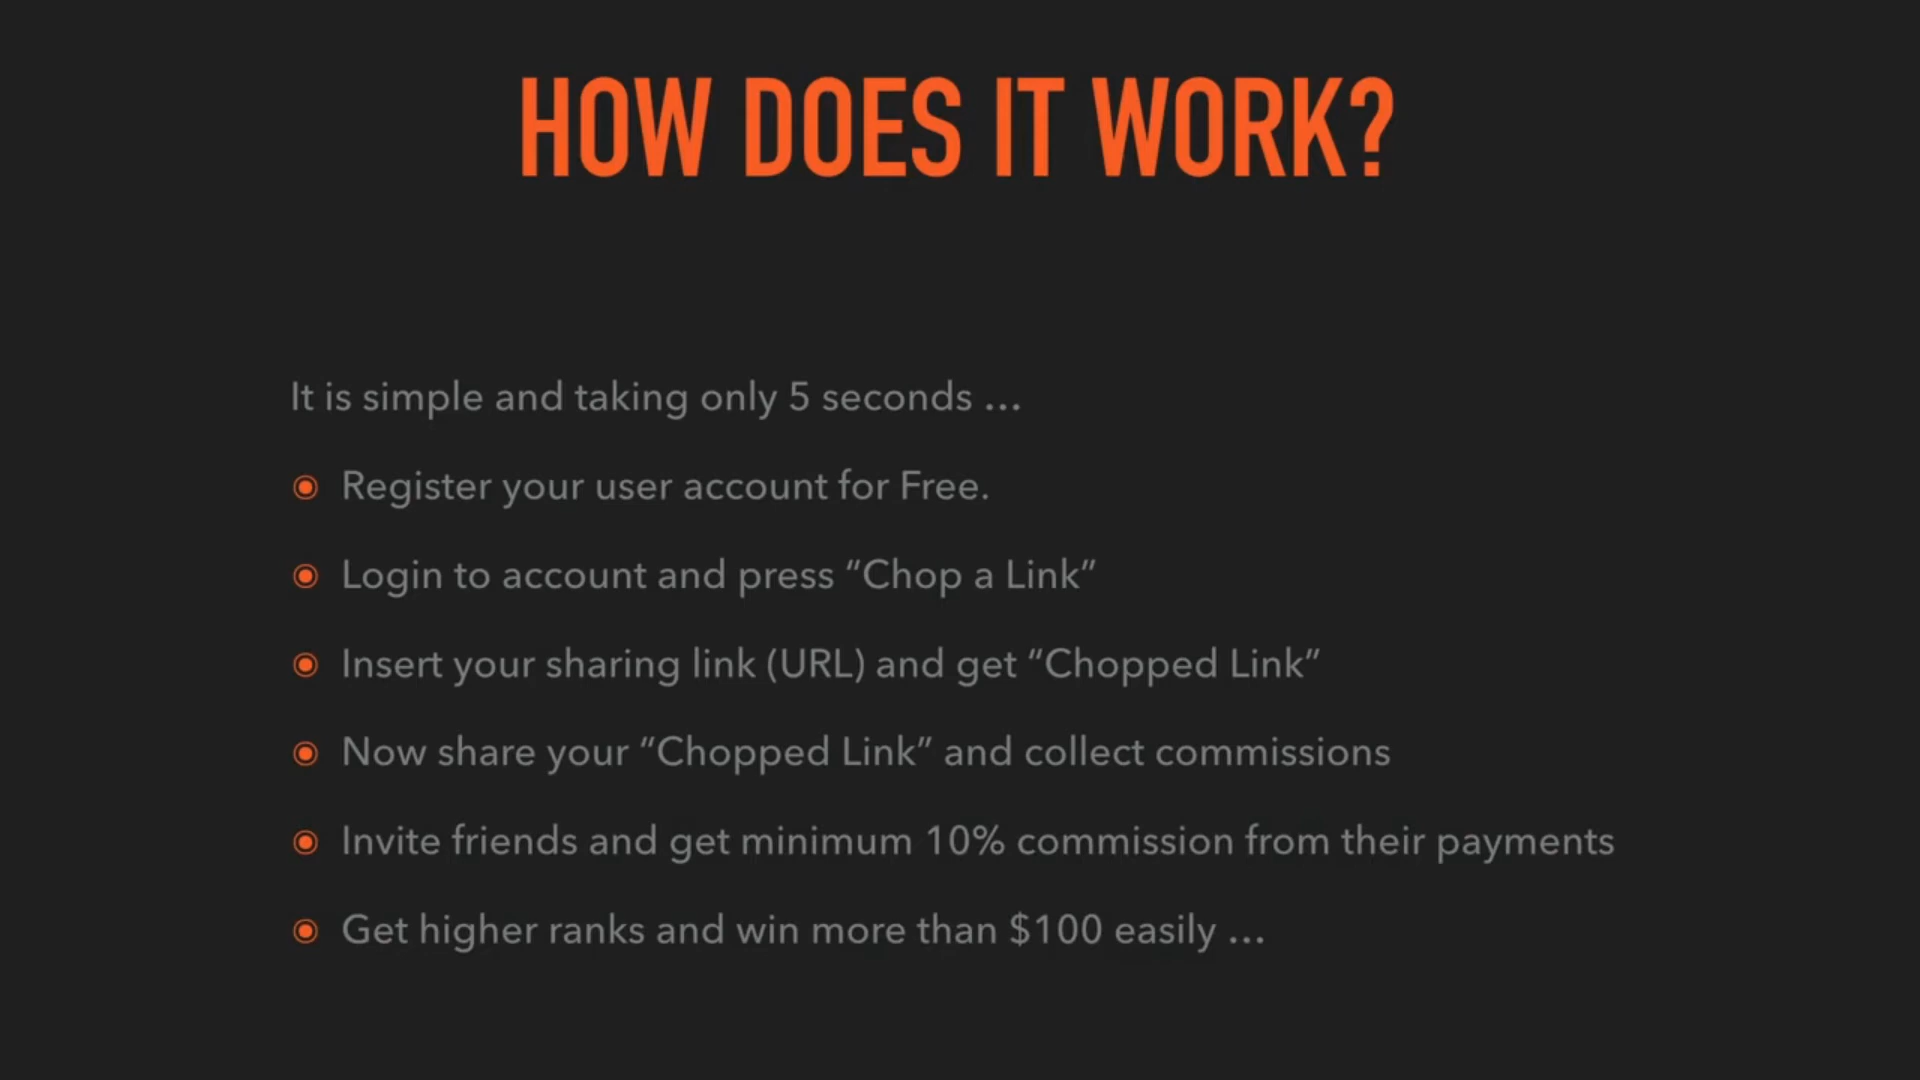 HOW DOES IT WORK?
It is simple and taking only 5 seconds ...
Register your user account for Free.
Login to account and press “Chop a Link”
Insert your sharing link (URL) and get “Chopped Link”
Now share your “Chopped Link” and collect commissions
Invite friends and get minimum 10% commission from their payments
Get higher ranks and win more than $100 easily ...